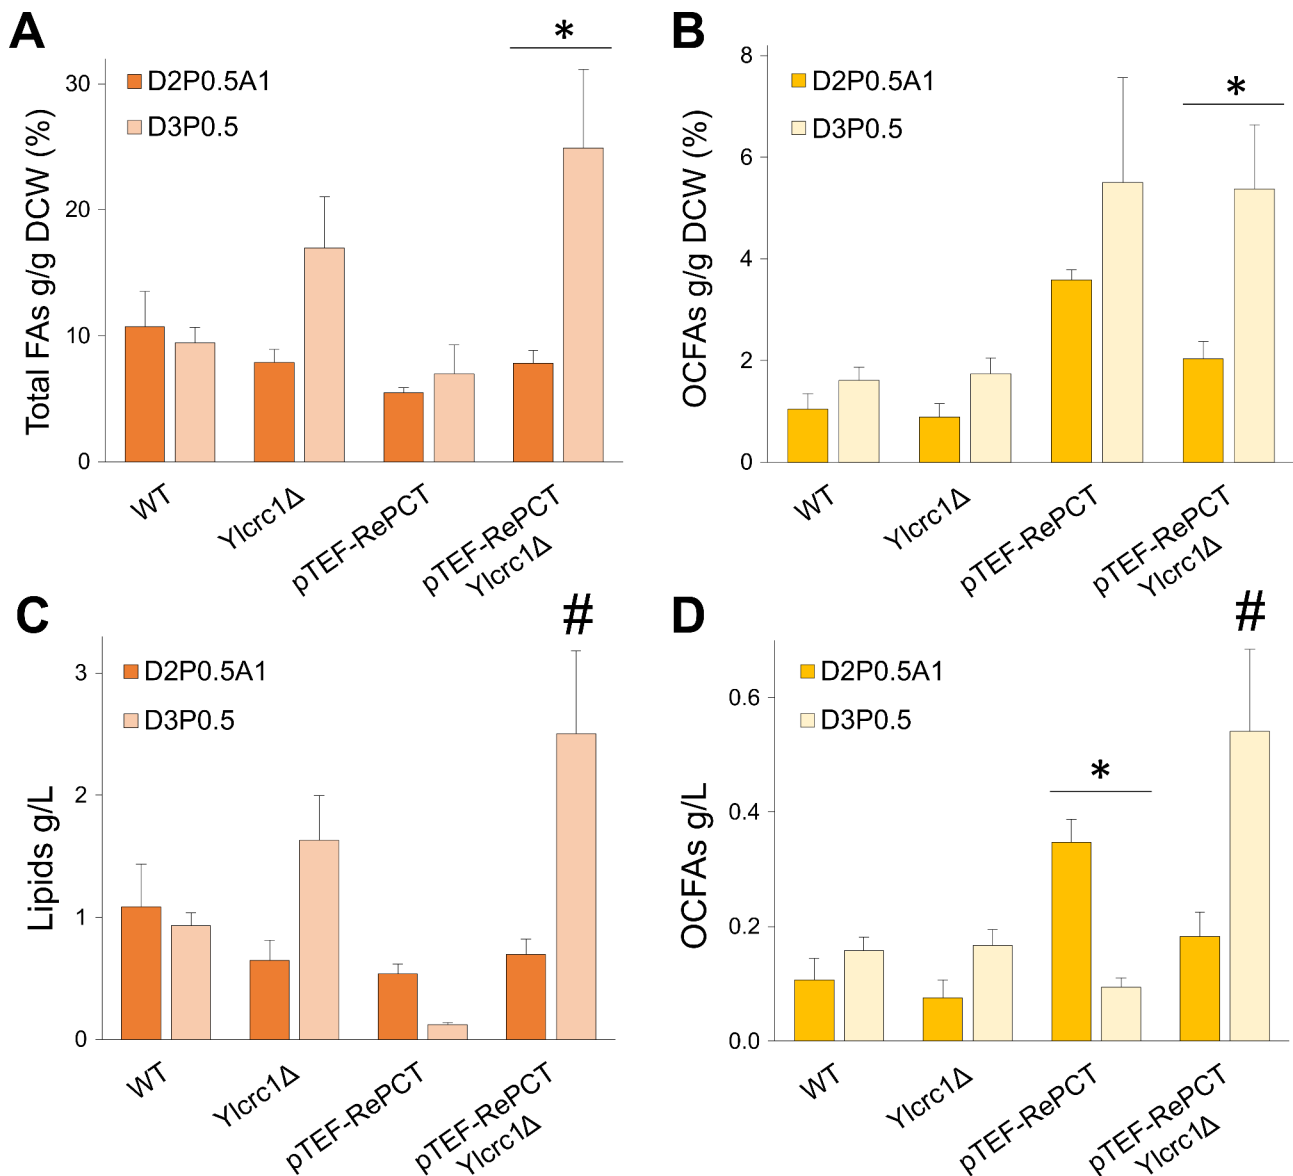 A
*
Total FAs g/g DCW (%)
30
20
10
0
D2P0.5A1
D3P0.5
WT
Ylcrc1Δ
pTEF-RePCT
pTEF-RePCT
Ylcrc1Δ
B
*
OCFAs g/g DCW (%)
8
6
4
2
0
D2P0.5A1
D3P0.5
WT
Ylcrc1Δ
pTEF-RePCT
pTEF-RePCT
Ylcrc1Δ
C
#
Lipids g/L
3
2
1
0
D2P0.5A1
D3P0.5
WT
Ylcrc1Δ
pTEF-RePCT
pTEF-RePCT
Ylcrc1Δ
D
#
*
OCFAs g/L
0.6
0.4
0.2
0.0
D2P0.5A1
D3P0.5
WT
Ylcrc1Δ
pTEF-RePCT
pTEF-RePCT
Ylcrc1Δ